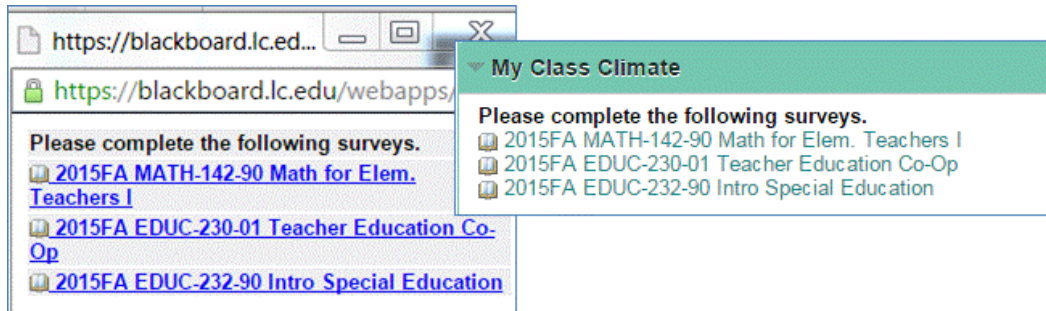 https://blackboard.lc.ed...
https://blackboard.lc.edu/webapps/
Please complete the following surveys.
2015FA MATH-142-90 Math for Elem.
Teachers I
2015FA EDUC-230-01 Teacher Education Co-
Op
2015FA EDUC-232-90 Intro Special Education
My Class Climate
Please complete the following surveys.
2015FA MATH-142-90 Math for Elem. Teachers I
2015FA EDUC-230-01 Teacher Education Co-Op
2015FA EDUC-232-90 Intro Special Education